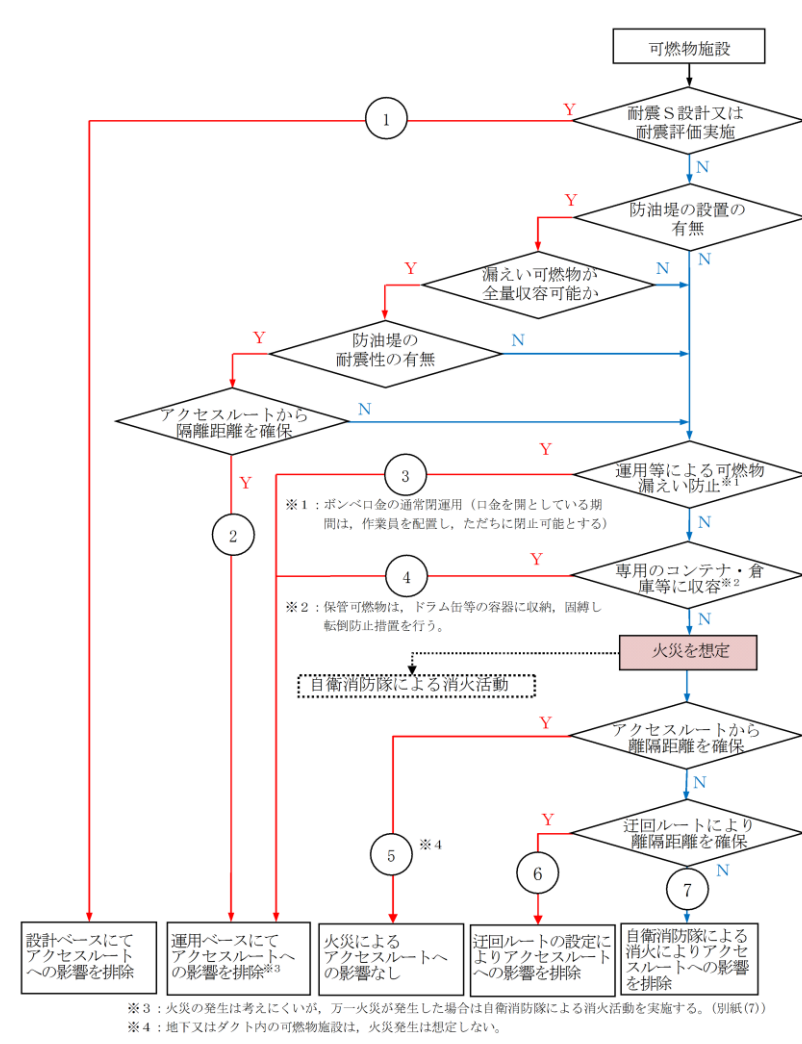 可燃物施設
Y
耐震S設計又は
耐震評価実施
1
N
防油堤の設置の
有無
Y
N
漏えい可燃物が
全量収容可能か
N
Y
防油堤の
耐震性の有無
N
Y
アクセスルートから
隔離距離を確保
N
Y
Y
運用等による可燃物
漏えい防止※1
3
※1:ボンベ口金の通常閉運用(口金を開としている期
間は,作業員を配置し,ただちに閉止可能とする)
N
2
Y
専用のコンテナ・倉
庫等に収容※2
4
※2:保管可燃物は,ドラム缶等の容器に収納,固縛し
転倒防止措置を行う。
N
火災を想定
自衛消防隊による消火活動
Y
アクセスルートから
離隔距離を確保
N
Y
迂回ルートにより
離隔距離を確保
5
※4
6
N
7
設計ベースにて
アクセスルート
への影響を排除
運用ベースにて
アクセスルートへ
の影響を排除※3
火災による
アクセスルートへ
の影響なし
迂回ルートの設定に
よりアクセスルート
への影響を排除
自衛消防隊による
消火によりアクセ
スルートへの影響
を排除
※3:火災の発生は考えにくいが,万一火災が発生した場合は自衛消防隊による消火活動を実施する。(別紙(7))
※4:地下又はダクト内の可燃物施設は,火災発生は想定しない。